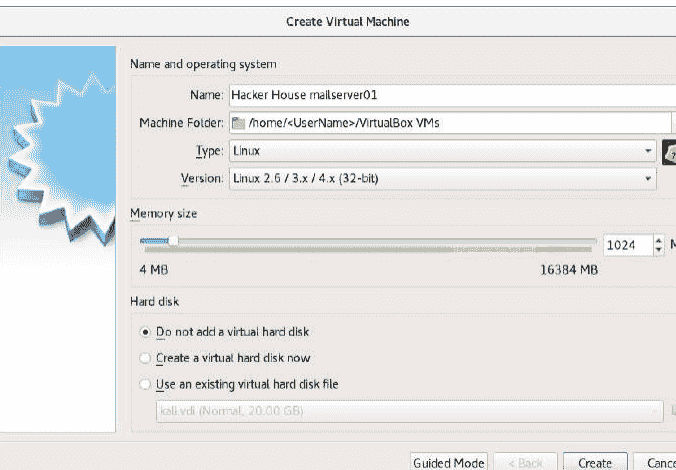 Create Virtual Machine
Name and operating system
Name: Hacker House mailserver01
Machine Folder: /home/<UserName>/VirtualBox VMs
Type: Linux
Version: Linux 2.6 / 3.x / 4.x (32-bit)
Memory size
1024 M
4 MB 16384 MB
Hard disk
Do not add a virtual hard disk
Create a virtual hard disk now
Use an existing virtual hard disk file
kali.vdi (Normal, 20.00 GB)
Guided Mode < Back Create Cance